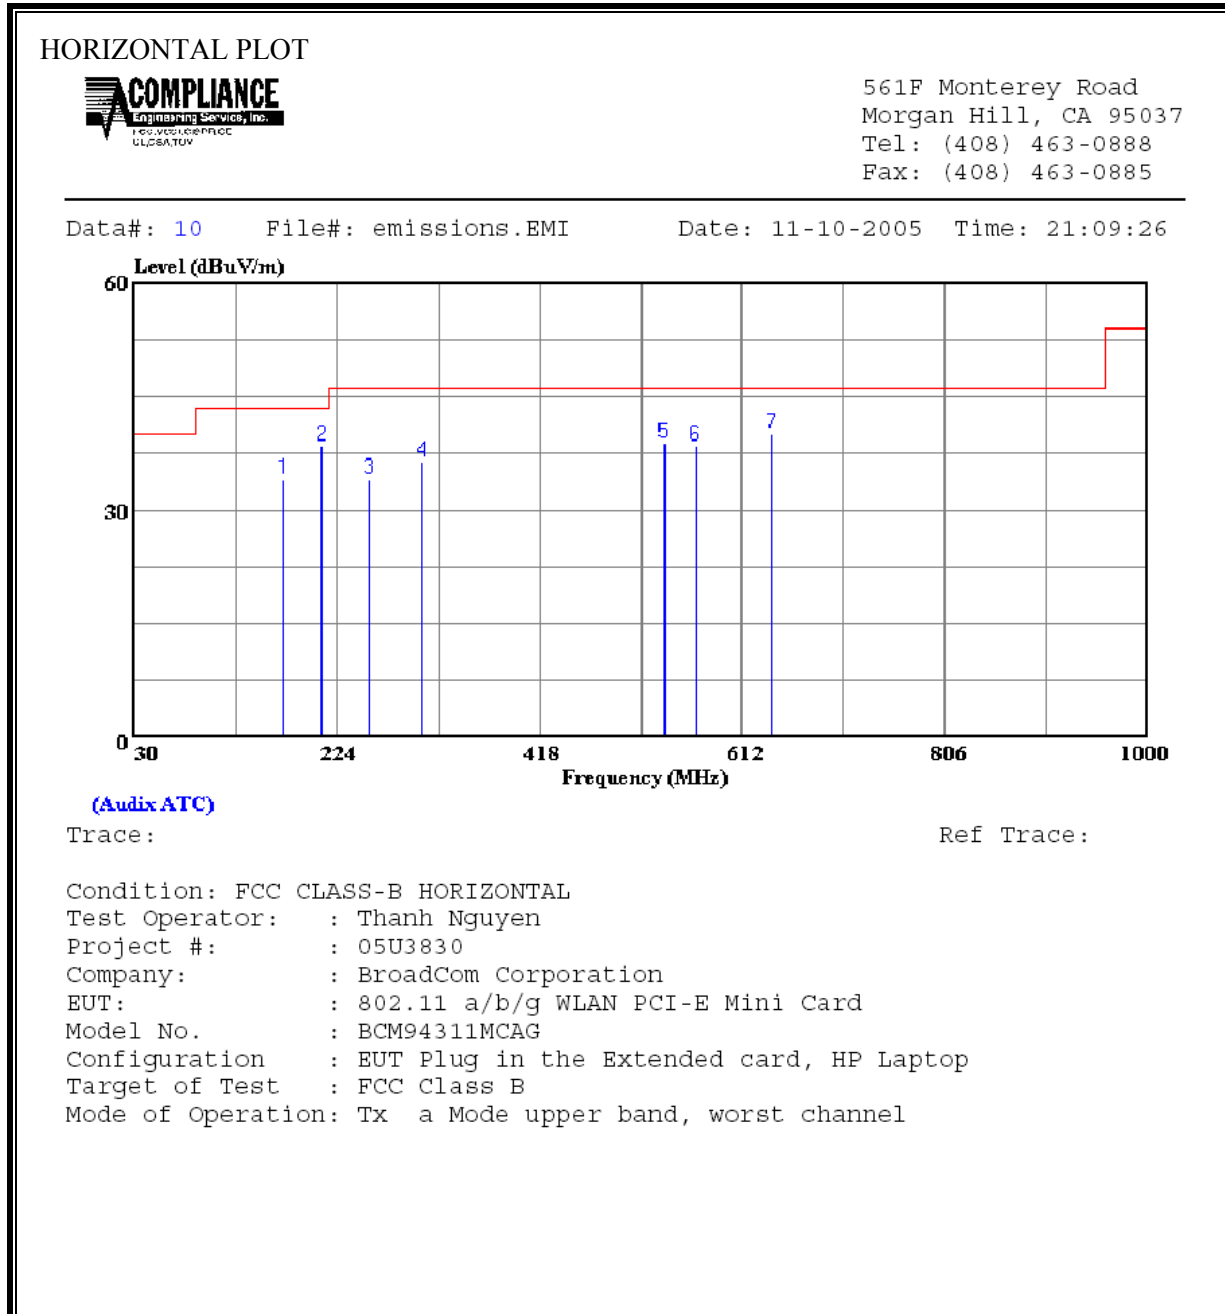 HORIZONTAL PLOT
COMPLIANCE
Engineering Service, Inc.
561F Monterey Road
Morgan Hill, CA 95037
Tel: (408) 463-0888
Fax: (408) 463-0885
Data#: 10 File#: emissions.EMI Date: 11-10-2005 Time: 21:09:26
Level (dBuV/m)
60
30
0
1 2 3 4 5 6 7
30 224 418 612 806 1000
Frequency (MHz)
(Audix ATC)
Trace: Ref Trace:
Condition: FCC CLASS-B HORIZONTAL
Test Operator: : Thanh Nguyen
Project #: : 05U3830
Company: : BroadCom Corporation
EUT: : 802.11 a/b/g WLAN PCI-E Mini Card
Model No. : BCM94311MCAG
Configuration : EUT Plug in the Extended card, HP Laptop
Target of Test : FCC Class B
Mode of Operation: Tx a Mode upper band, worst channel